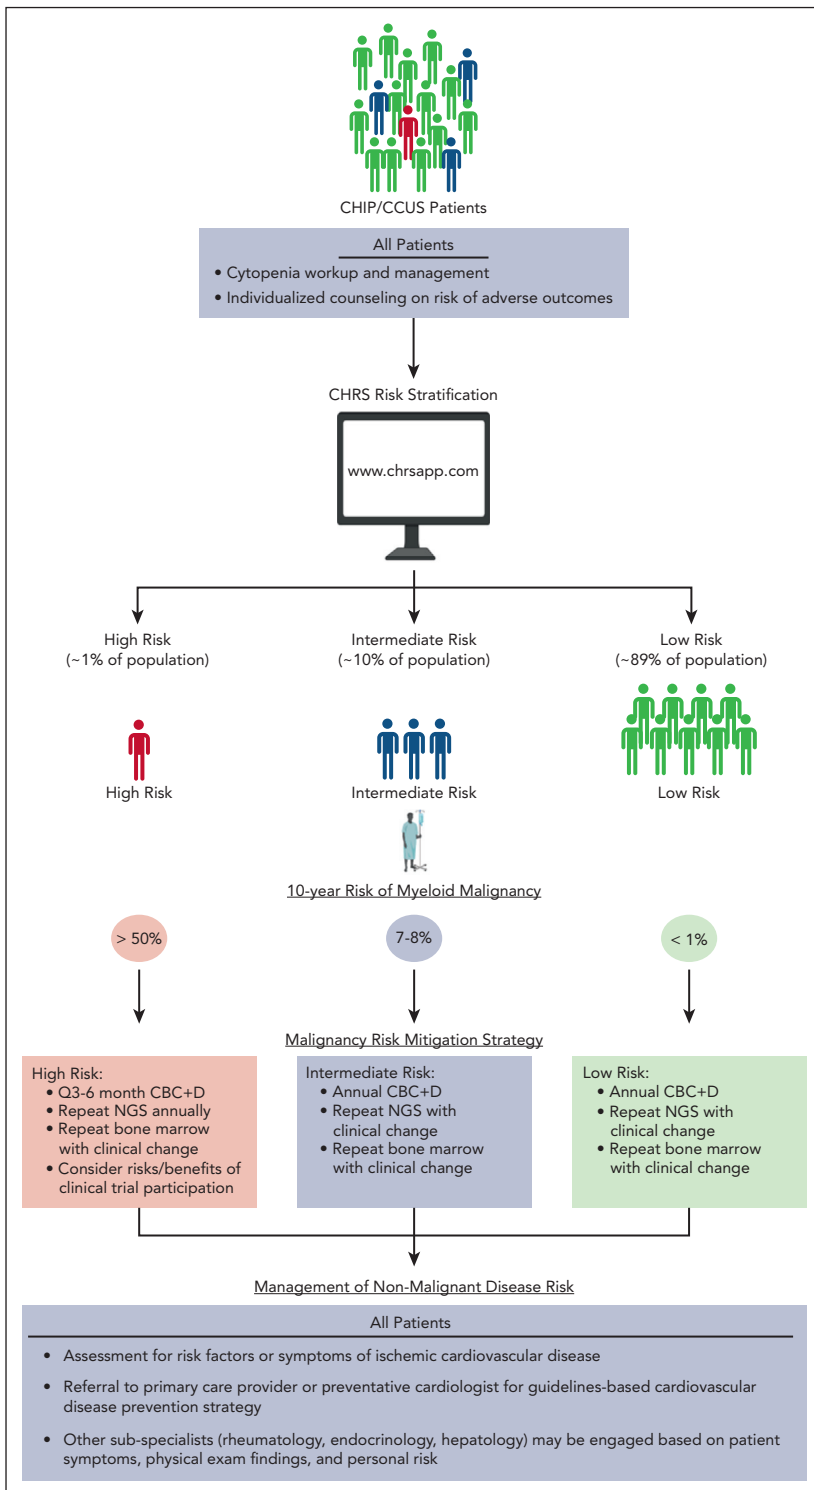 CHIP/CCUS Patients
All Patients
• Cytopenia workup and management
• Individualized counseling on risk of adverse outcomes
CHRS Risk Stratification
www.chrsapp.com
High Risk
(~1% of population)
Intermediate Risk
(~10% of population)
Low Risk
(~89% of population)
High Risk
Intermediate Risk
Low Risk
10-year Risk of Myeloid Malignancy
> 50%
7-8%
< 1%
Malignancy Risk Mitigation Strategy
High Risk:
• Q3-6 month CBC+D
• Repeat NGS annually
• Repeat bone marrow
with clinical change
• Consider risks/benefits of
clinical trial participation
Intermediate Risk:
• Annual CBC+D
• Repeat NGS with
clinical change
• Repeat bone marrow
with clinical change
Low Risk:
• Annual CBC+D
• Repeat NGS with
clinical change
• Repeat bone marrow
with clinical change
Management of Non-Malignant Disease Risk
All Patients
• Assessment for risk factors or symptoms of ischemic cardiovascular disease
• Referral to primary care provider or preventative cardiologist for guidelines-based cardiovascular
disease prevention strategy
• Other sub-specialists (rheumatology, endocrinology, hepatology) may be engaged based on patient
symptoms, physical exam findings, and personal risk